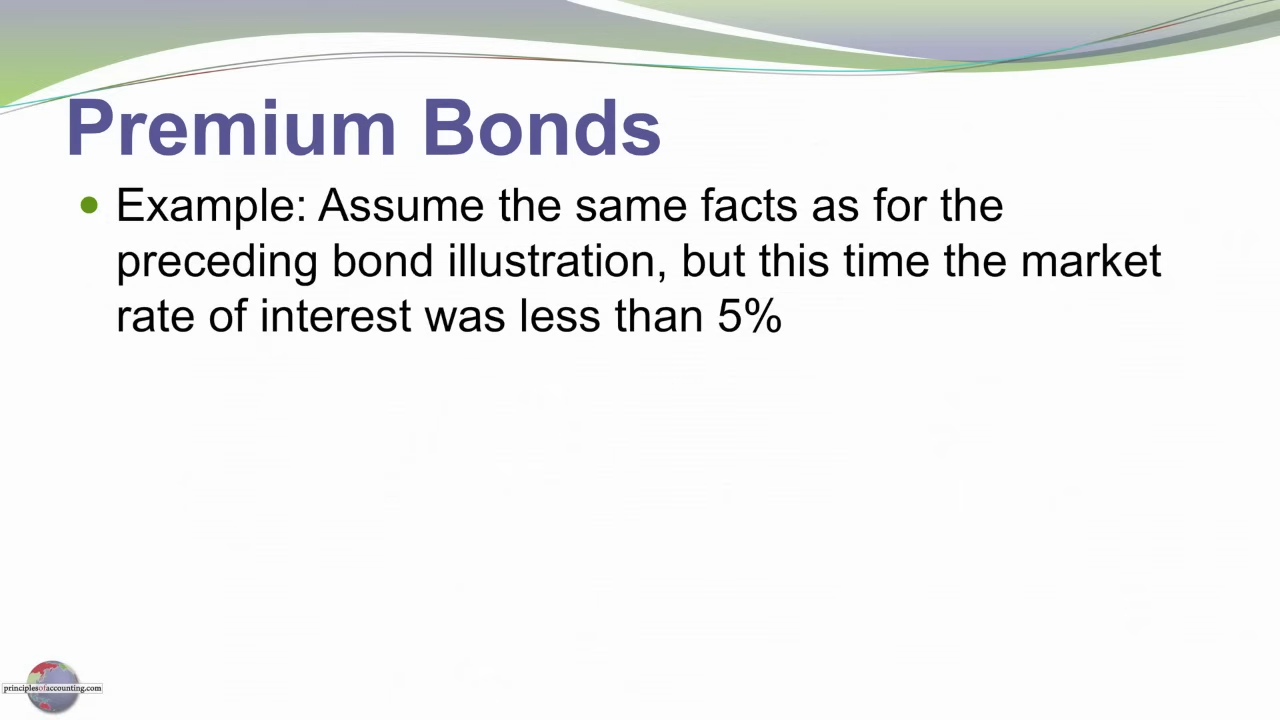 Premium Bonds
• Example: Assume the same facts as for the
preceding bond illustration, but this time the market
rate of interest was less than 5%
principlesofaccounting.com